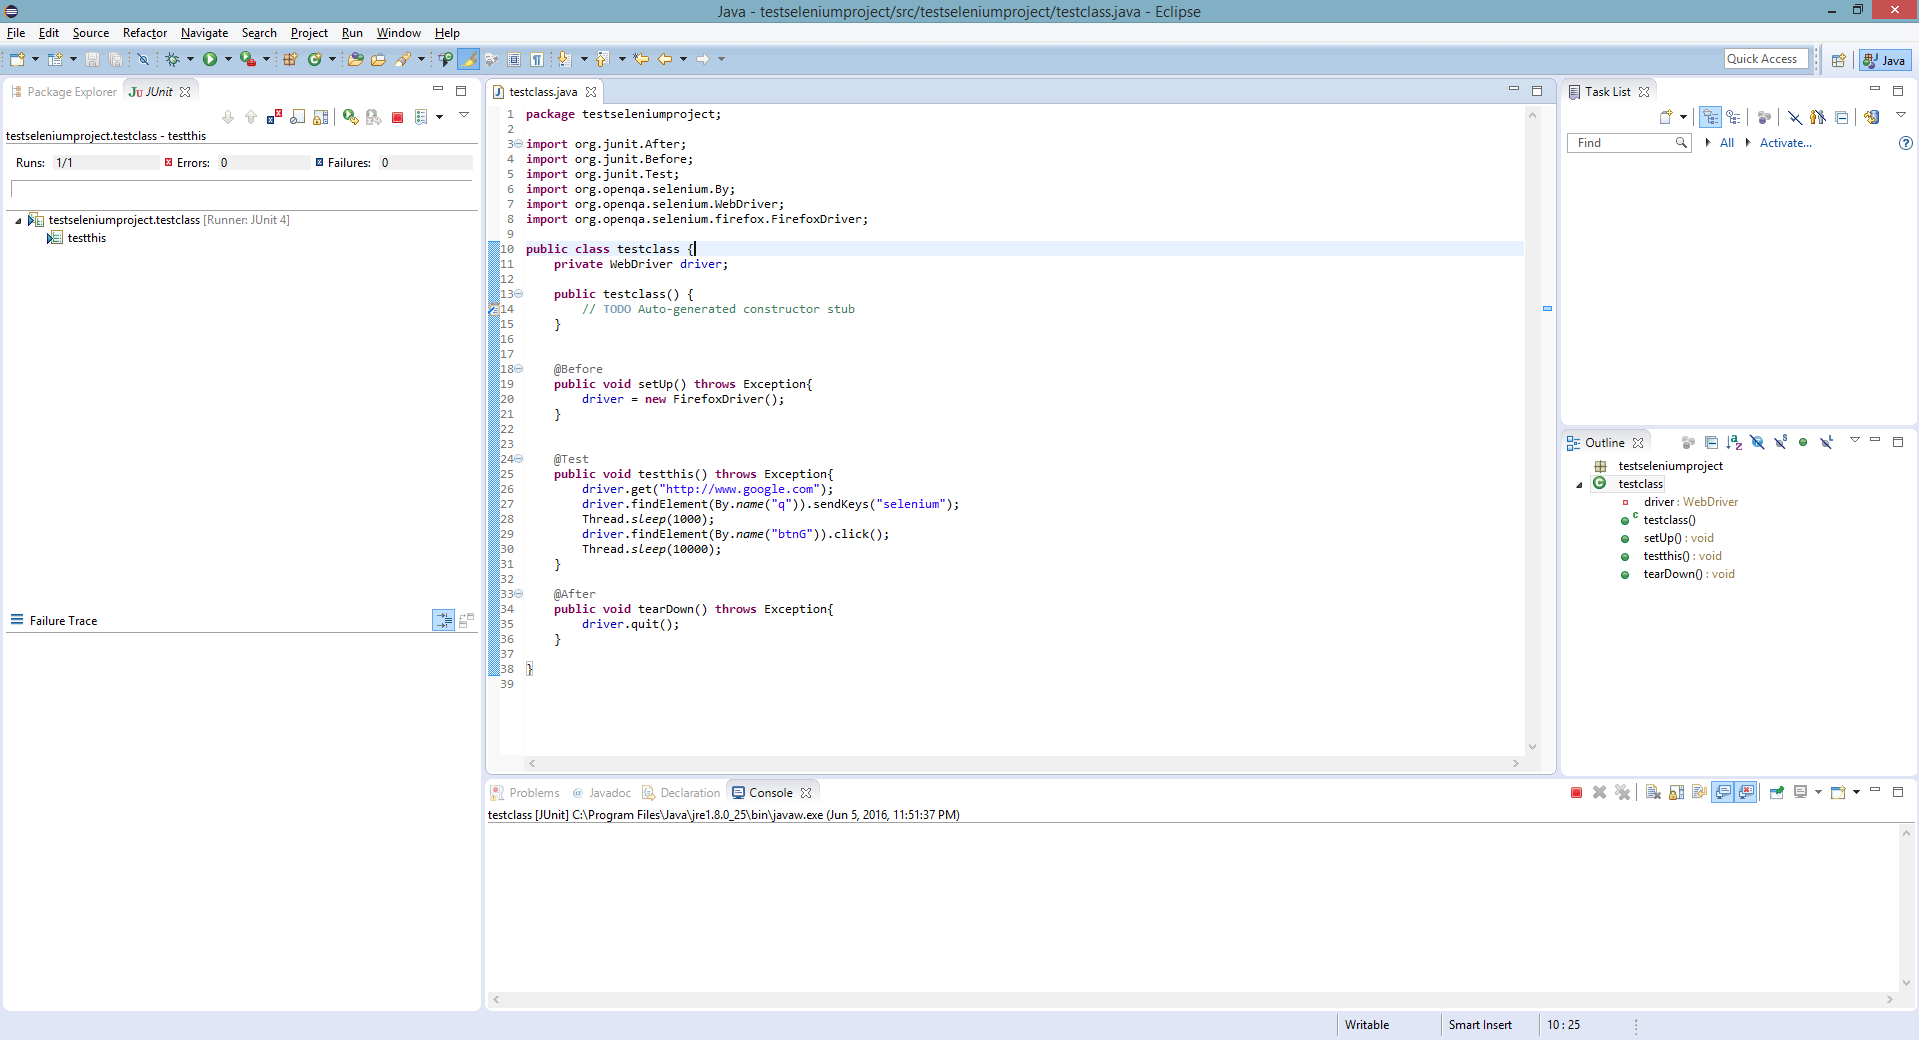 Java - testseleniumproject/src/testseleniumproject/testclass.java - Eclipse
File Edit Source Refactor Navigate Search Project Run Window Help
Quick Access
Java
Package Explorer
JU JUnit
testseleniumproject.testclass - testthis
Runs: 1/1 Errors: 0 Failures: 0
testseleniumproject.testclass [Runner: JUnit 4]
testthis
Failure Trace
testclass.java
1 package testseleniumproject;
2
3 import org.junit.After;
4 import org.junit.Before;
5 import org.junit.Test;
6 import org.openqa.selenium.By;
7 import org.openqa.selenium.WebDriver;
8 import org.openqa.selenium.firefox.FirefoxDriver;
9
10 public class testclass {
11 private WebDriver driver;
12
13 public testclass() {
14 // TODO Auto-generated constructor stub
15 }
16
17
18 @Before
19 public void setUp() throws Exception{
20 driver = new FirefoxDriver();
21 }
22
23
24 @Test
25 public void testthis() throws Exception{
26 driver.get("http://www.google.com");
27 driver.findElement(By.name("q")).sendKeys("selenium");
28 Thread.sleep(1000);
29 driver.findElement(By.name("btnG")).click();
30 Thread.sleep(10000);
31 }
32
33 @After
34 public void tearDown() throws Exception{
35 driver.quit();
36 }
37
38 }
39
Task List
Find All Activate...
Outline
testseleniumproject
testclass
driver : WebDriver
testclass()
setUp() : void
testthis() : void
tearDown() : void
Problems @ Javadoc Declaration Console
testclass [JUnit] C:\Program Files\Java\jre1.8.0_25\bin\javaw.exe (Jun 5, 2016, 11:51:37 PM)
Writable Smart Insert 10 : 25